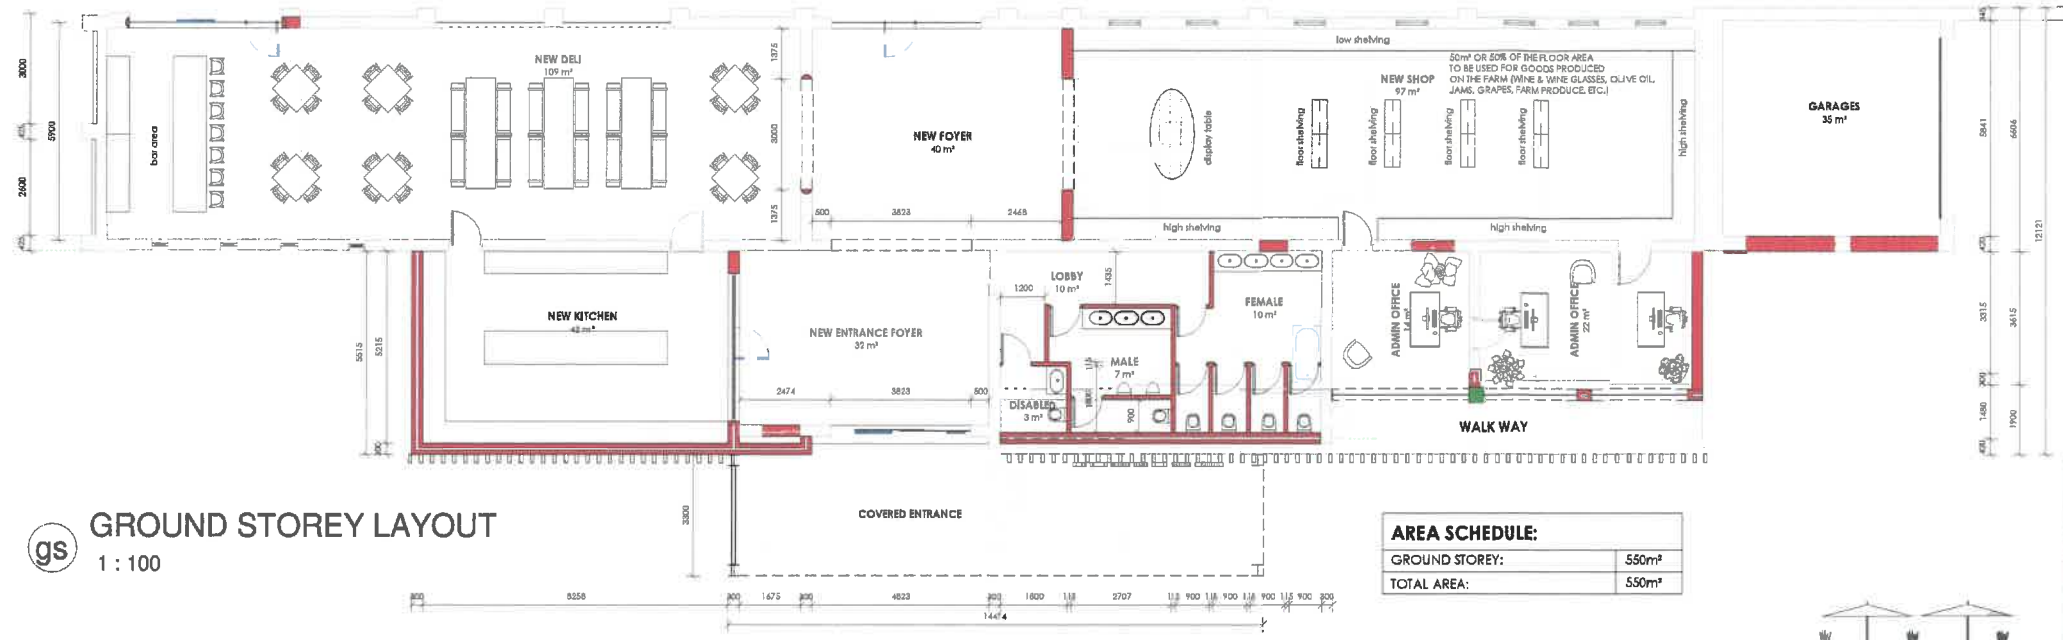 NEW DELI
109 m²
bar area
NEW FOYER
40 m²
low shelving
NEW SHOP
97 m²
50m² OR 50% OF THE FLOOR AREA
TO BE USED FOR GOODS PRODUCED
ON THE FARM (WINE & WINE GLASSES, OLIVE OIL,
JAMS, GRAPES, FARM PRODUCE, ETC.)
display table
floor shelving
floor shelving
floor shelving
floor shelving
high shelving
high shelving
high shelving
GARAGES
35 m²
3000
5900
2600
1375
3000
1375
500
3823
2468
5841
6606
12121
3315
3615
1480
1900
NEW KITCHEN
5515
5215
NEW ENTRANCE FOYER
32 m²
2474
3823
500
LOBBY
10 m²
1200
1435
FEMALE
10 m²
MALE
7 m²
900
DISABLED
3 m²
ADMIN OFFICE
14 m²
ADMIN OFFICE
22 m²
WALK WAY
COVERED ENTRANCE
3300
gs
GROUND STOREY LAYOUT
1 : 100
AREA SCHEDULE:
GROUND STOREY: 550m²
TOTAL AREA: 550m²
8258
1675
4823
1800
2707
900
900
900
900